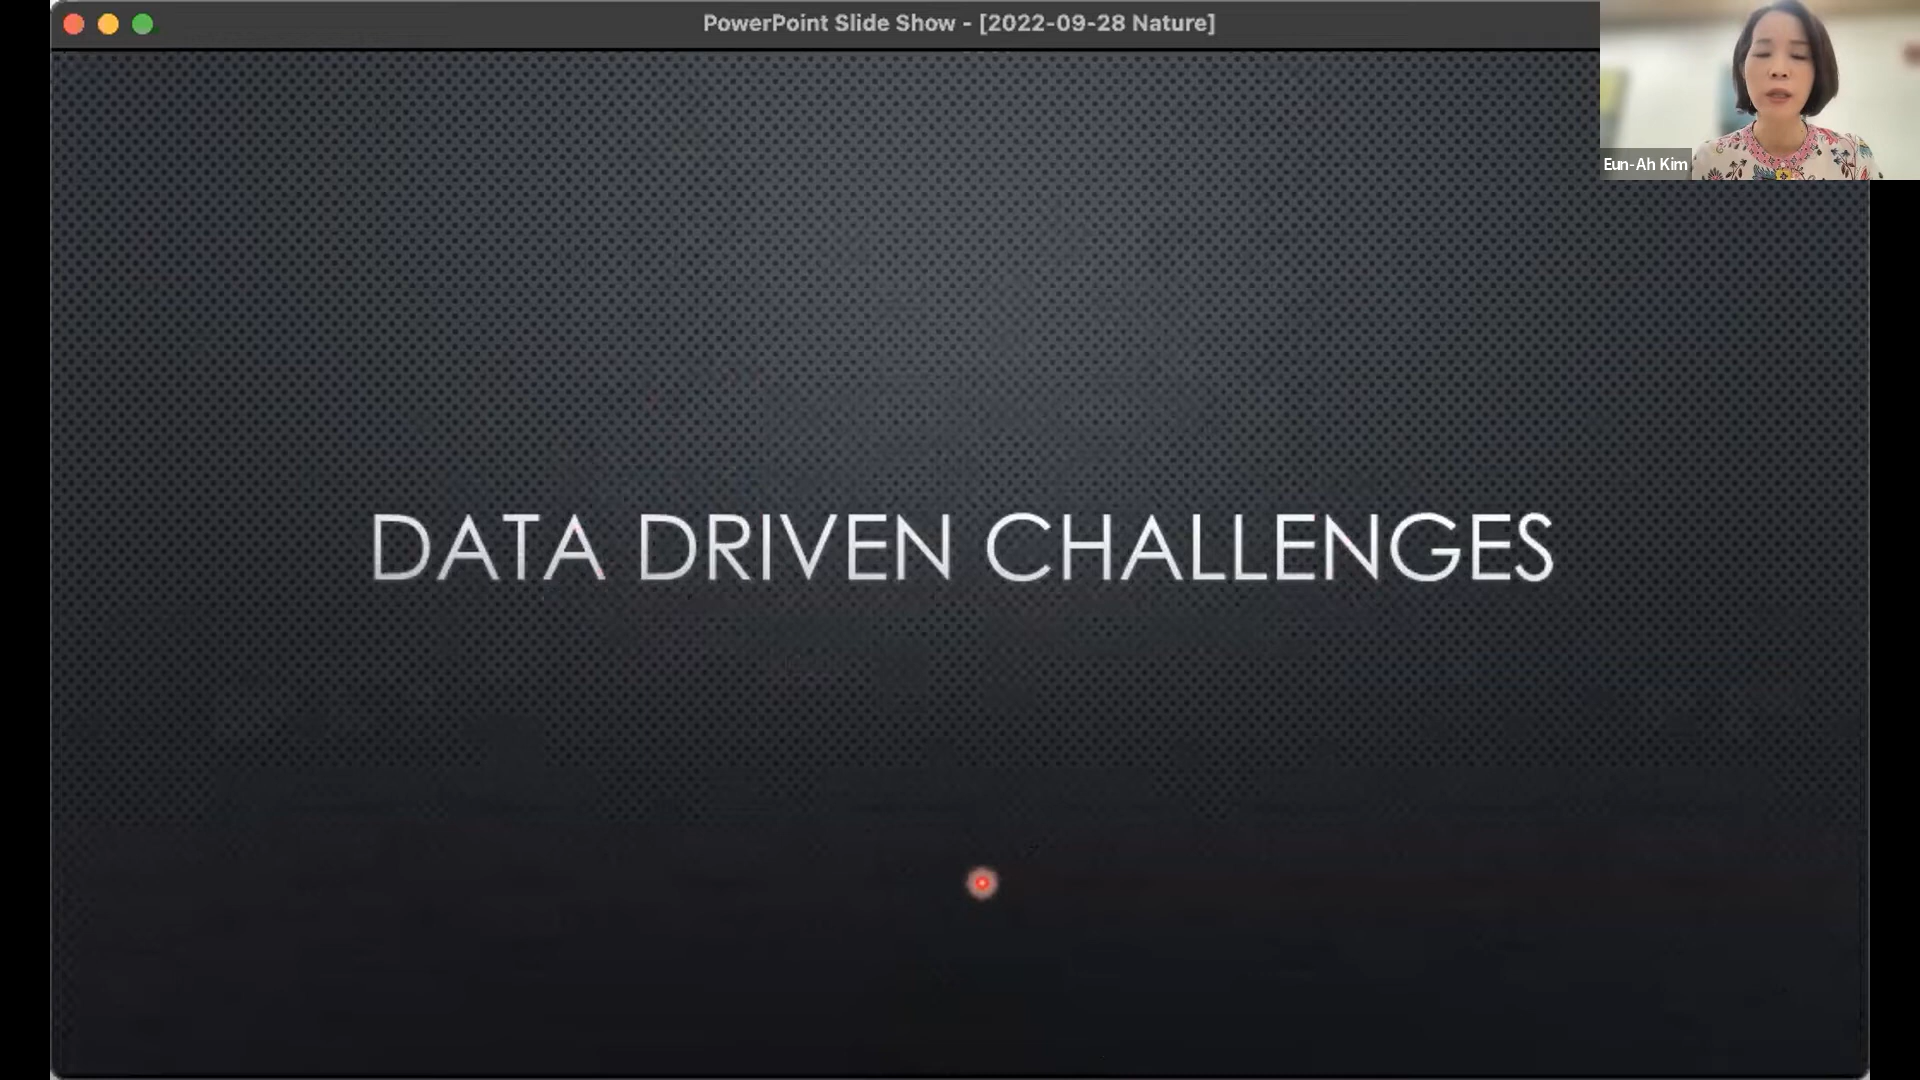 PowerPoint Slide Show - [2022-09-28 Nature]
Eun-Ah Kim
DATA DRIVEN CHALLENGES